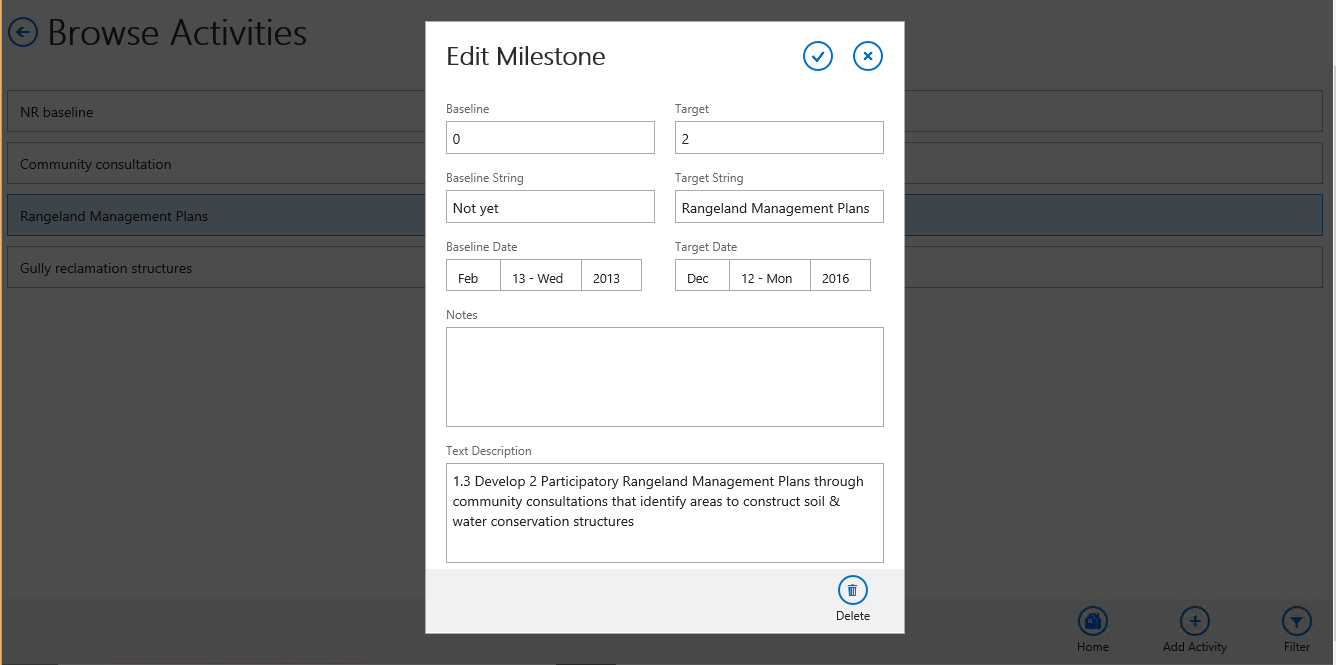 Browse Activities
NR baseline
Community consultation
Rangeland Management Plans
Gully reclamation structures
Edit Milestone
Baseline
Target
0
2
Baseline String
Target String
Not yet
Rangeland Management Plans
Baseline Date
Target Date
Feb 13 - Wed 2013
Dec 12 - Mon 2016
Notes
Text Description
1.3 Develop 2 Participatory Rangeland Management Plans through
community consultations that identify areas to construct soil &
water conservation structures
Delete
Home
Add Activity
Filter